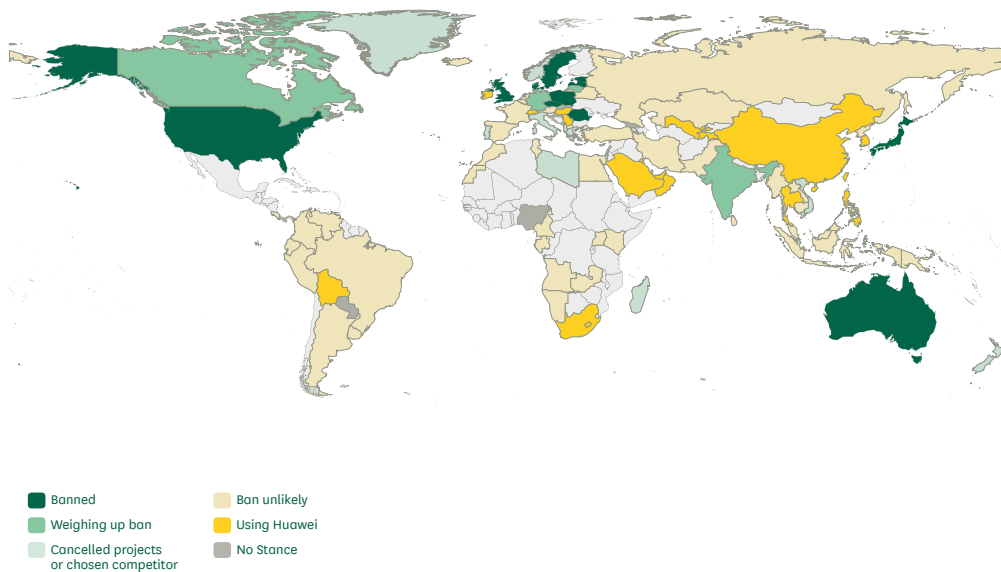 Banned
Weighing up ban
Cancelled projects
or chosen competitor
Ban unlikely
Using Huawei
No Stance